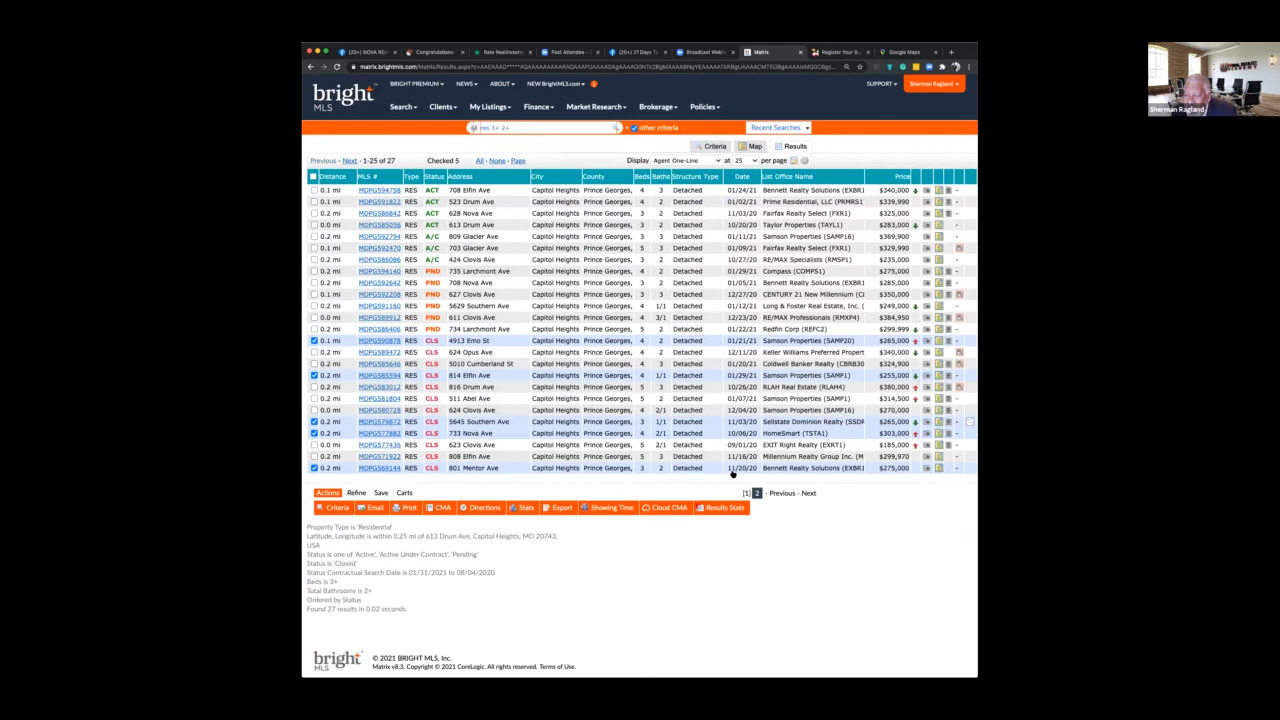 (20+) NOVA RE
Congratulations!
Rate Realinvesto
Post Attendee -
(20+) 21 Days T
Broadcast Webin
Matrix
Register Your S
Google Maps
bright MLS
BRIGHT PREMIUM NEWS ABOUT NEW BrightMLS.com SUPPORT Sherman Ragland
Search Clients My Listings Finance Market Research Brokerage Policies
res 3+ 2+ other criteria Recent Searches
Criteria Map Results
Previous · Next · 1-25 of 27 Checked 5 All · None · Page Display Agent One-Line at 25 per page
Distance MLS # Type Status Address City County Beds Baths Structure Type Date List Office Name Price
0.1 mi MDPG594758 RES ACT 708 Elfin Ave Capitol Heights Prince Georges, 4 3 Detached 01/24/21 Bennett Realty Solutions (EXBR1 $340,000
0.1 mi MDPG591822 RES ACT 523 Drum Ave Capitol Heights Prince Georges, 4 2 Detached 01/02/21 Prime Residential, LLC (PRMRS1 $339,990
0.2 mi MDPG586842 RES ACT 628 Nova Ave Capitol Heights Prince Georges, 3 2 Detached 11/03/20 Fairfax Realty Select (FXR1) $325,000
0.0 mi MDPG585056 RES ACT 613 Drum Ave Capitol Heights Prince Georges, 3 2 Detached 10/20/20 Taylor Properties (TAYL1) $283,000
0.2 mi MDPG592794 RES A/C 809 Glacier Ave Capitol Heights Prince Georges, 3 3 Detached 01/11/21 Samson Properties (SAMP16) $369,900
0.1 mi MDPG592470 RES A/C 703 Glacier Ave Capitol Heights Prince Georges, 5 3 Detached 01/09/21 Fairfax Realty Select (FXR1) $329,990
0.2 mi MDPG586086 RES A/C 424 Clovis Ave Capitol Heights Prince Georges, 3 2 Detached 10/27/20 RE/MAX Specialists (RMSP1) $235,000
0.2 mi MDPG594140 RES PND 735 Larchmont Ave Capitol Heights Prince Georges, 4 2 Detached 01/29/21 Compass (COMPS1) $275,000
0.2 mi MDPG592642 RES PND 708 Nova Ave Capitol Heights Prince Georges, 3 2 Detached 01/28/21 Bennett Realty Solutions (EXBR1 $285,000
0.1 mi MDPG592208 RES PND 627 Clovis Ave Capitol Heights Prince Georges, 3 3 Detached 12/27/20 CENTURY 21 New Millennium (CI $350,000
0.2 mi MDPG591160 RES PND 5629 Southern Ave Capitol Heights Prince Georges, 4 1/1 Detached 01/21/21 Long & Foster Real Estate, Inc. ( $249,000
0.0 mi MDPG589912 RES PND 611 Clovis Ave Capitol Heights Prince Georges, 4 3/1 Detached 12/23/20 RE/MAX Professionals (RMXP4) $384,950
0.2 mi MDPG586406 RES PND 734 Larchmont Ave Capitol Heights Prince Georges, 5 2 Detached 01/22/21 Redfin Corp (REFC2) $299,999
0.1 mi MDPG590878 RES CLS 4913 Emo St Capitol Heights Prince Georges, 4 2 Detached 01/21/21 Samson Properties (SAMP20) $265,000
0.2 mi MDPG589472 RES CLS 624 Opus Ave Capitol Heights Prince Georges, 4 2 Detached 12/11/20 Keller Williams Preferred Propert $340,000
0.2 mi MDPG585646 RES CLS 5010 Cumberland St Capitol Heights Prince Georges, 4 3 Detached 01/20/21 Coldwell Banker Realty (CBRB30 $324,900
0.2 mi MDPG585594 RES CLS 814 Elfin Ave Capitol Heights Prince Georges, 4 1/1 Detached 01/29/21 Samson Properties (SAMP1) $255,000
0.2 mi MDPG583012 RES CLS 816 Drum Ave Capitol Heights Prince Georges, 5 3 Detached 10/26/20 RLAH Real Estate (RLAH4) $380,000
0.2 mi MDPG581804 RES CLS 511 Abel Ave Capitol Heights Prince Georges, 5 2 Detached 01/07/21 Samson Properties (SAMP1) $314,500
0.0 mi MDPG580728 RES CLS 624 Clovis Ave Capitol Heights Prince Georges, 4 2/1 Detached 12/04/20 Samson Properties (SAMP16) $270,000
0.2 mi MDPG579872 RES CLS 5645 Southern Ave Capitol Heights Prince Georges, 3 1/1 Detached 11/03/20 Sellstate Dominion Realty (SSDR $265,000
0.2 mi MDPG577882 RES CLS 733 Nova Ave Capitol Heights Prince Georges, 4 2/1 Detached 10/06/20 HomeSmart (TSTA1) $303,000
0.0 mi MDPG577436 RES CLS 623 Clovis Ave Capitol Heights Prince Georges, 5 2/1 Detached 09/01/20 EXIT Right Realty (EXRT1) $185,000
0.2 mi MDPG571922 RES CLS 808 Elfin Ave Capitol Heights Prince Georges, 5 3 Detached 11/16/20 Millennium Realty Group Inc. (M $299,970
0.2 mi MDPG569144 RES CLS 801 Mentor Ave Capitol Heights Prince Georges, 3 2 Detached 11/20/20 Bennett Realty Solutions (EXBR1 $275,000
Actions Refine Save Carts [1] 2 · Previous · Next
Criteria Email Print CMA Directions Stats Export Showing Time Cloud CMA Results Stats
Property Type is 'Residential'
Latitude, Longitude is within 0.25 mi of 613 Drum Ave, Capitol Heights, MD 20743,
USA
Status is one of 'Active', 'Active Under Contract', 'Pending'
Status is 'Closed'
Status Contractual Search Date is 01/31/2021 to 08/04/2020
Beds is 3+
Total Bathrooms is 2+
Ordered by Status
Found 27 results in 0.02 seconds.
bright MLS
© 2021 BRIGHT MLS, Inc.
Matrix v8.3. Copyright © 2021 CoreLogic. All rights reserved. Terms of Use.
Sherman Ragland